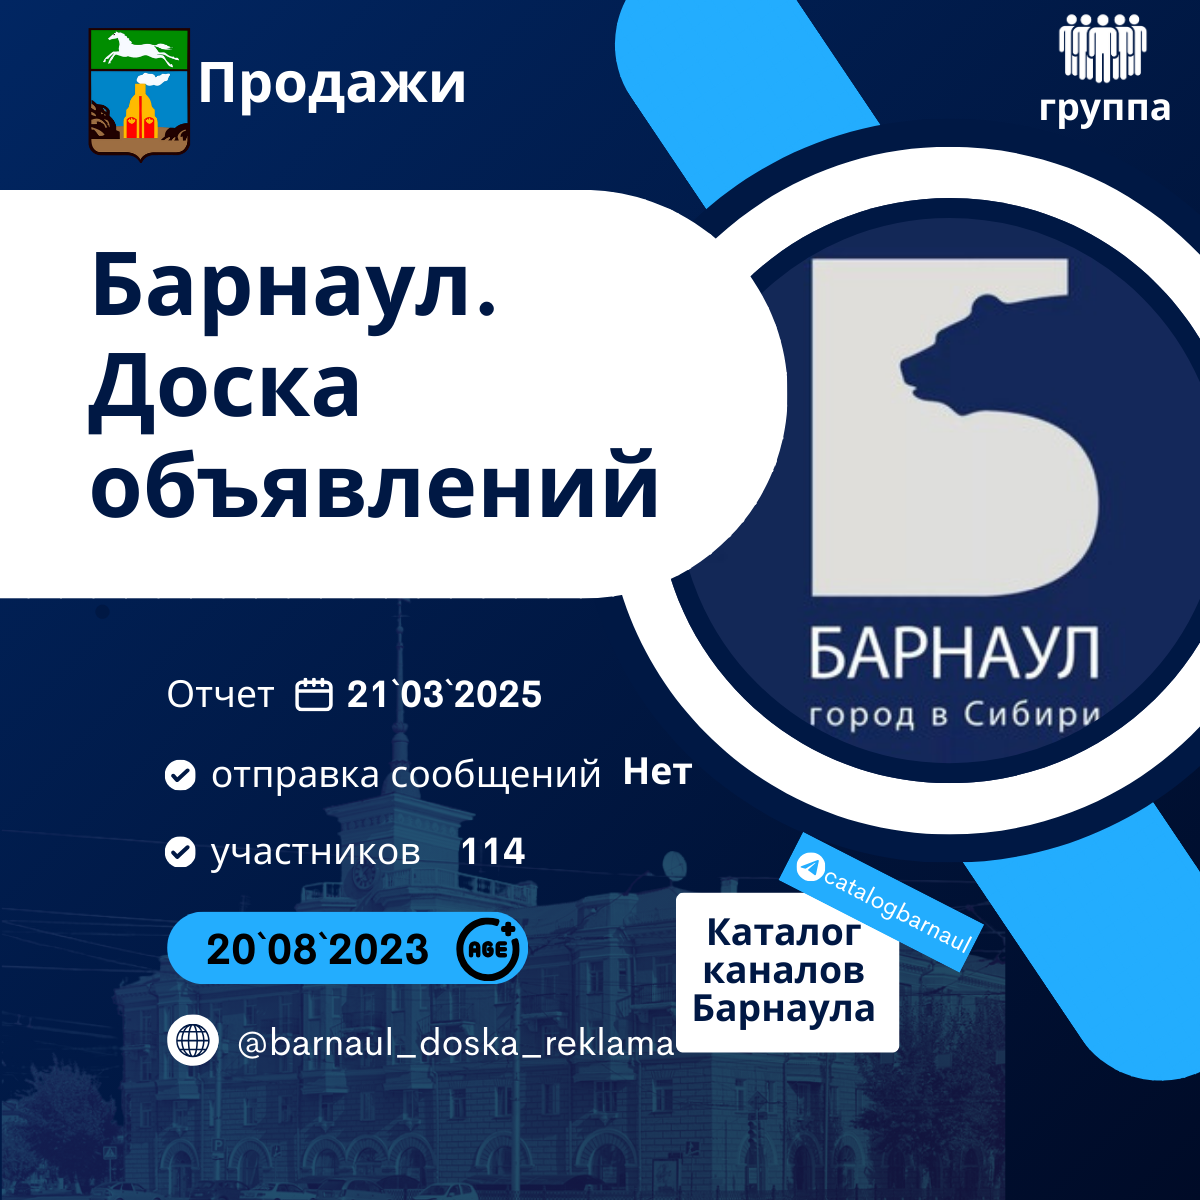 Продажи
группа
Барнаул.
Доска
объявлений
БАРНАУЛ
город в Сибири
Отчет 21`03`2025
отправка сообщений Нет
участников 114
20`08`2023 AGE+
@barnaul_doska_reklama
catalogbarnaul
Каталог
каналов
Барнаула